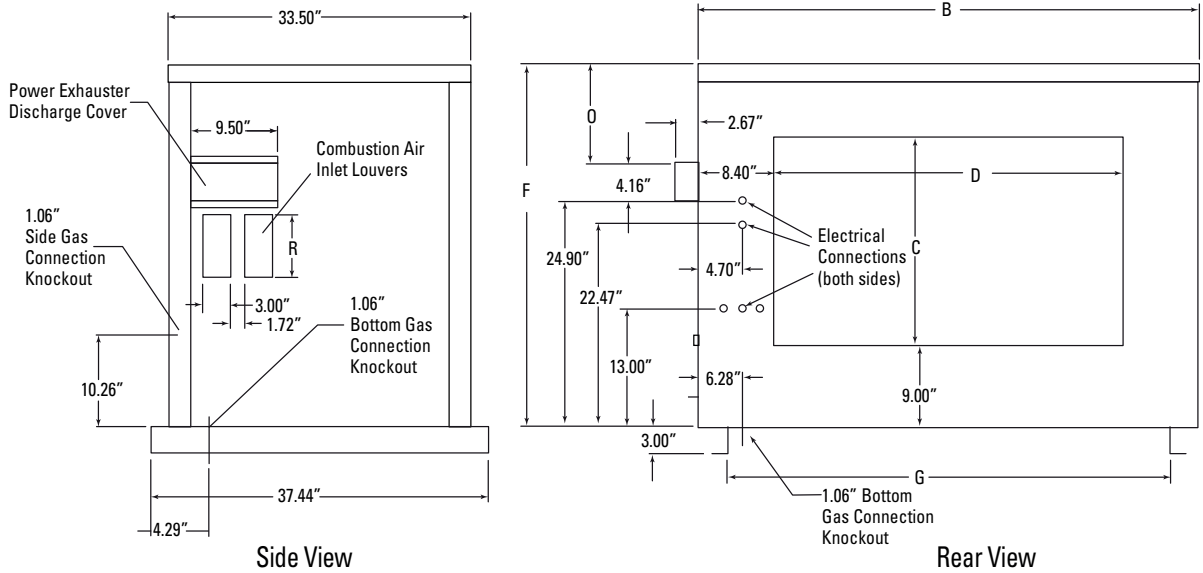 33.50”
Power Exhauster
Discharge Cover
9.50”
Combustion Air
Inlet Louvers
1.06”
Side Gas
Connection
Knockout
R
3.00”
1.72”
1.06”
Bottom Gas
Connection
Knockout
10.26”
37.44”
4.29”
Side View
B
O
2.67”
F
4.16”
8.40”
D
C
24.90”
Electrical
Connections
(both sides)
4.70”
22.47”
13.00”
6.28”
9.00”
3.00”
G
1.06” Bottom
Gas Connection
Knockout
Rear View